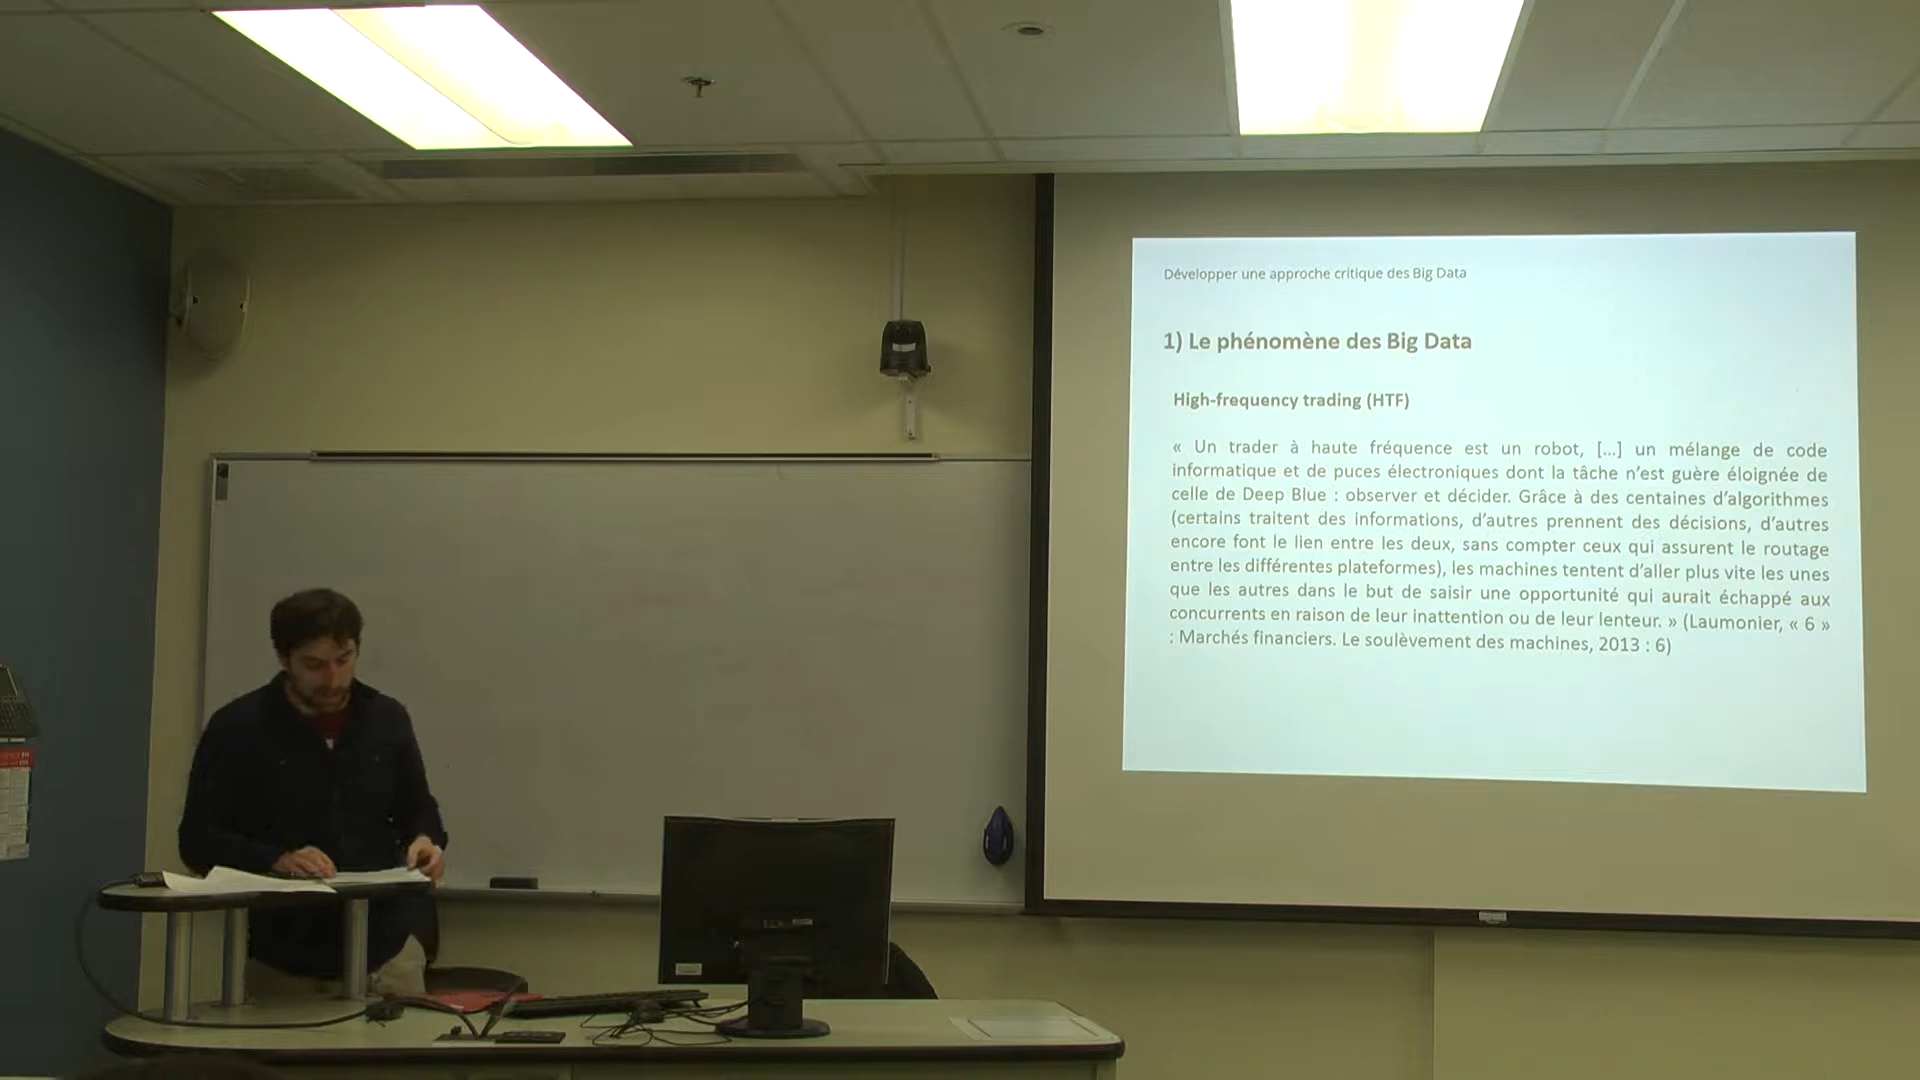 Développer une approche critique des Big Data
1) Le phénomène des Big Data
High-frequency trading (HTF)
« Un trader à haute fréquence est un robot, [...] un mélange de code
informatique et de puces électroniques dont la tâche n'est guère éloignée de
celle de Deep Blue : observer et décider. Grâce à des centaines d'algorithmes
(certains traitent des informations, d'autres prennent des décisions, d'autres
encore font le lien entre les deux, sans compter ceux qui assurent le routage
entre les différentes plateformes), les machines tentent d'aller plus vite les unes
que les autres dans le but de saisir une opportunité qui aurait échappé aux
concurrents en raison de leur inattention ou de leur lenteur. » (Laumonier, « 6 »
: Marchés financiers. Le soulèvement des machines, 2013 : 6)